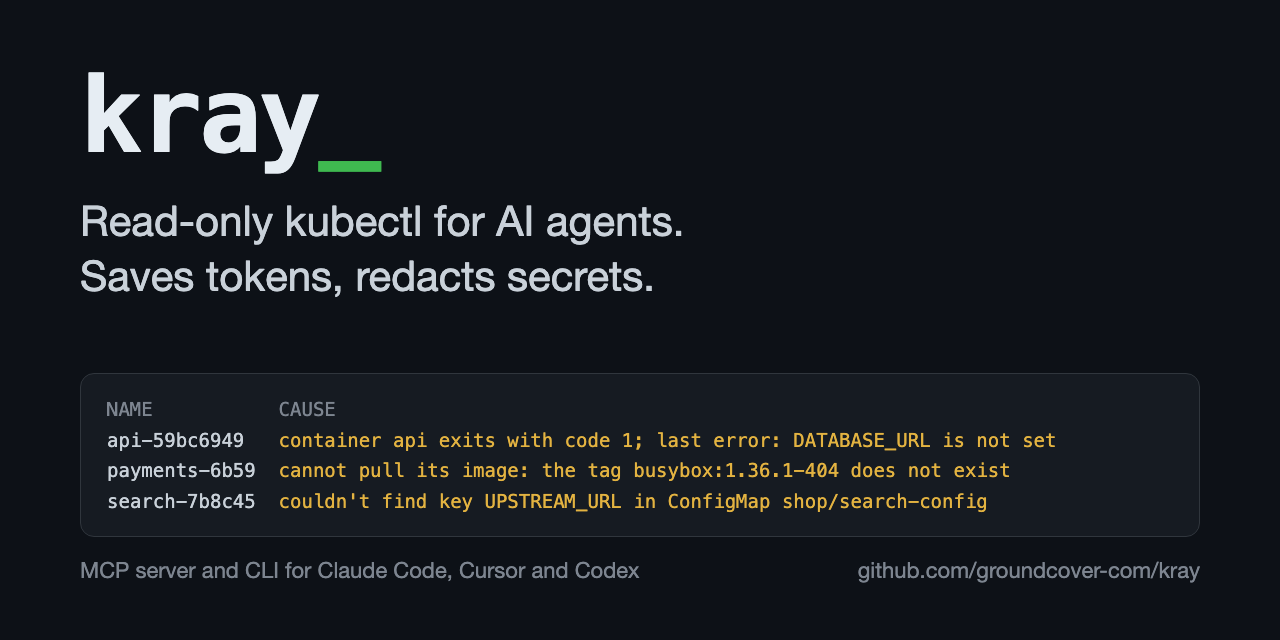 kray_
Read-only kubectl for AI agents.
Saves tokens, redacts secrets.
NAME CAUSE
api-59bc6949 container api exits with code 1; last error: DATABASE_URL is not set
payments-6b59 cannot pull its image: the tag busybox:1.36.1-404 does not exist
search-7b8c45 couldn't find key UPSTREAM_URL in ConfigMap shop/search-config
MCP server and CLI for Claude Code, Cursor and Codex github.com/groundcover-com/kray